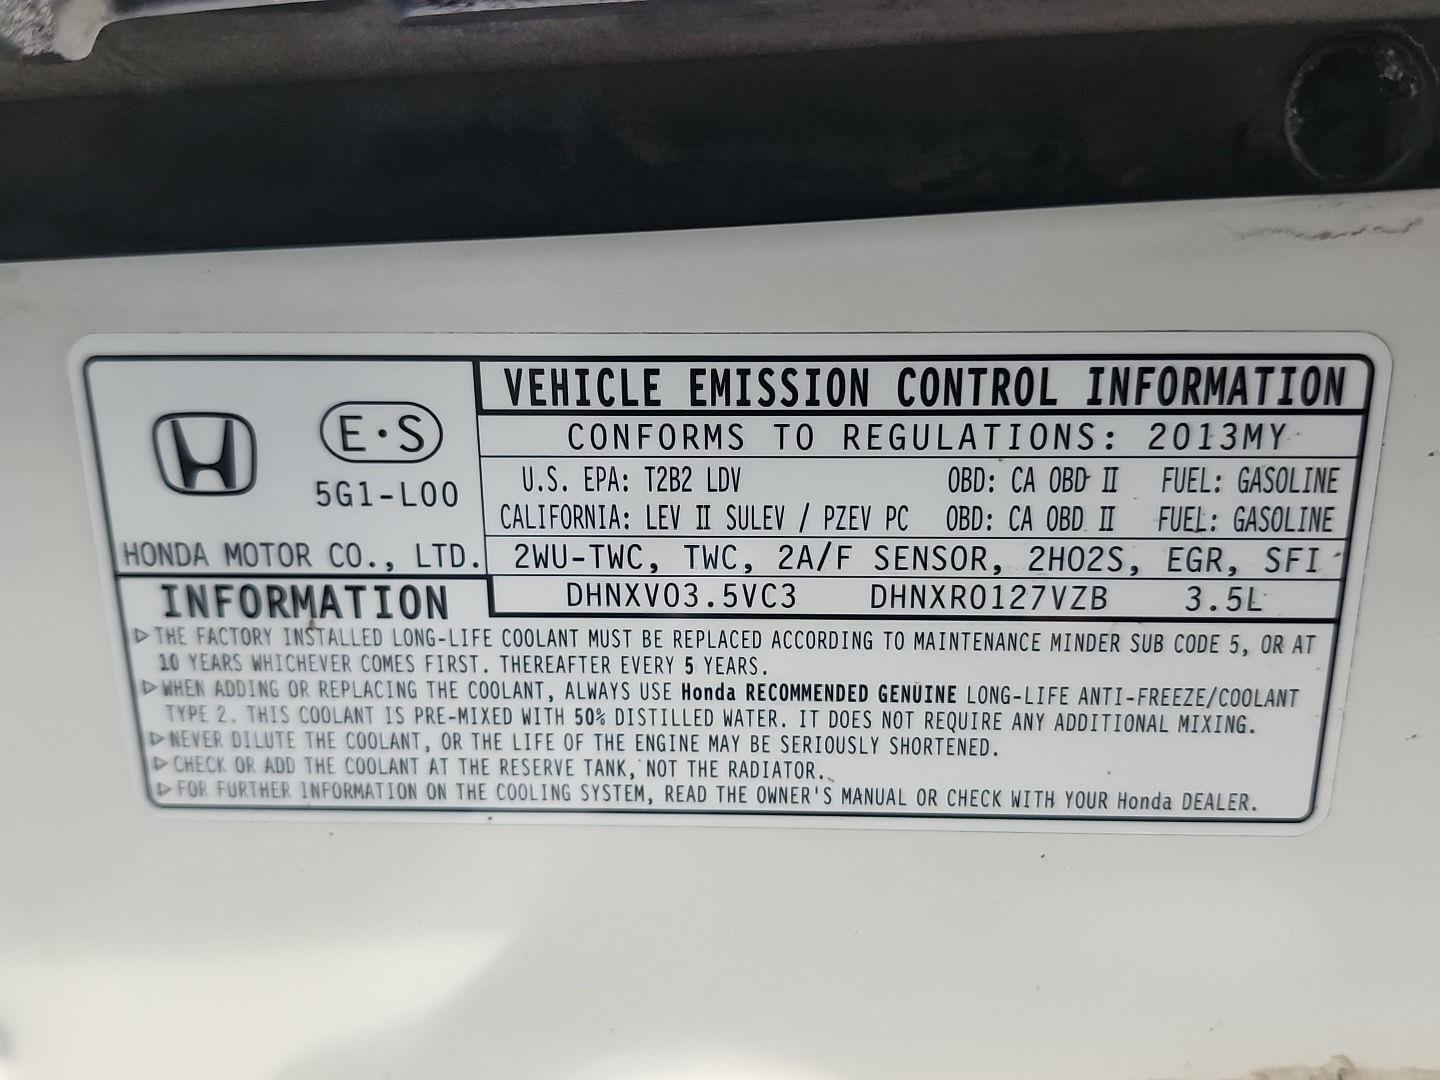 VEHICLE EMISSION CONTROL INFORMATION
E·S
5G1-L00
HONDA MOTOR CO., LTD.
CONFORMS TO REGULATIONS: 2013MY
U.S. EPA: T2B2 LDV OBD: CA OBD II FUEL: GASOLINE
CALIFORNIA: LEV II SULEV / PZEV PC OBD: CA OBD II FUEL: GASOLINE
2WU-TWC, TWC, 2A/F SENSOR, 2HO2S, EGR, SFI
DHNXV03.5VC3 DHNXR0127VZB 3.5L
INFORMATION
▷THE FACTORY INSTALLED LONG-LIFE COOLANT MUST BE REPLACED ACCORDING TO MAINTENANCE MINDER SUB CODE 5, OR AT
10 YEARS WHICHEVER COMES FIRST. THEREAFTER EVERY 5 YEARS.
▷WHEN ADDING OR REPLACING THE COOLANT, ALWAYS USE Honda RECOMMENDED GENUINE LONG-LIFE ANTI-FREEZE/COOLANT
TYPE 2. THIS COOLANT IS PRE-MIXED WITH 50% DISTILLED WATER. IT DOES NOT REQUIRE ANY ADDITIONAL MIXING.
▷NEVER DILUTE THE COOLANT, OR THE LIFE OF THE ENGINE MAY BE SERIOUSLY SHORTENED.
▷CHECK OR ADD THE COOLANT AT THE RESERVE TANK, NOT THE RADIATOR.
▷FOR FURTHER INFORMATION ON THE COOLING SYSTEM, READ THE OWNER'S MANUAL OR CHECK WITH YOUR Honda DEALER.